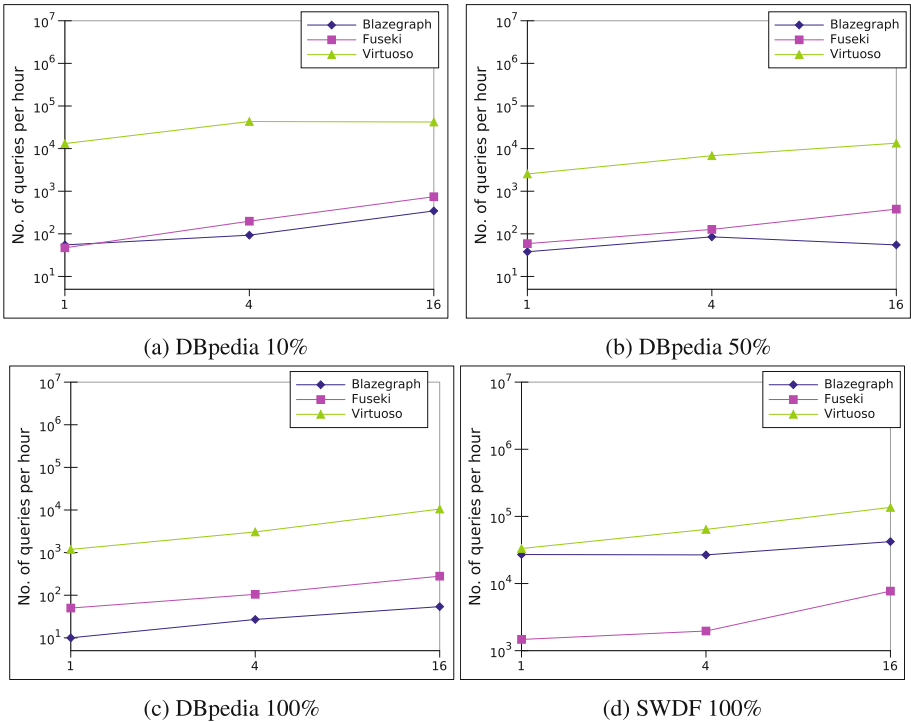 No. of queries per hour
10^7
10^6
10^5
10^4
10^3
10^2
10^1
1
4
16
Blazegraph
Fuseki
Virtuoso
(a) DBpedia 10%
No. of queries per hour
10^7
10^6
10^5
10^4
10^3
10^2
10^1
1
4
16
Blazegraph
Fuseki
Virtuoso
(b) DBpedia 50%
No. of queries per hour
10^7
10^6
10^5
10^4
10^3
10^2
10^1
1
4
16
Blazegraph
Fuseki
Virtuoso
(c) DBpedia 100%
No. of queries per hour
10^7
10^6
10^5
10^4
10^3
1
4
16
Blazegraph
Fuseki
Virtuoso
(d) SWDF 100%